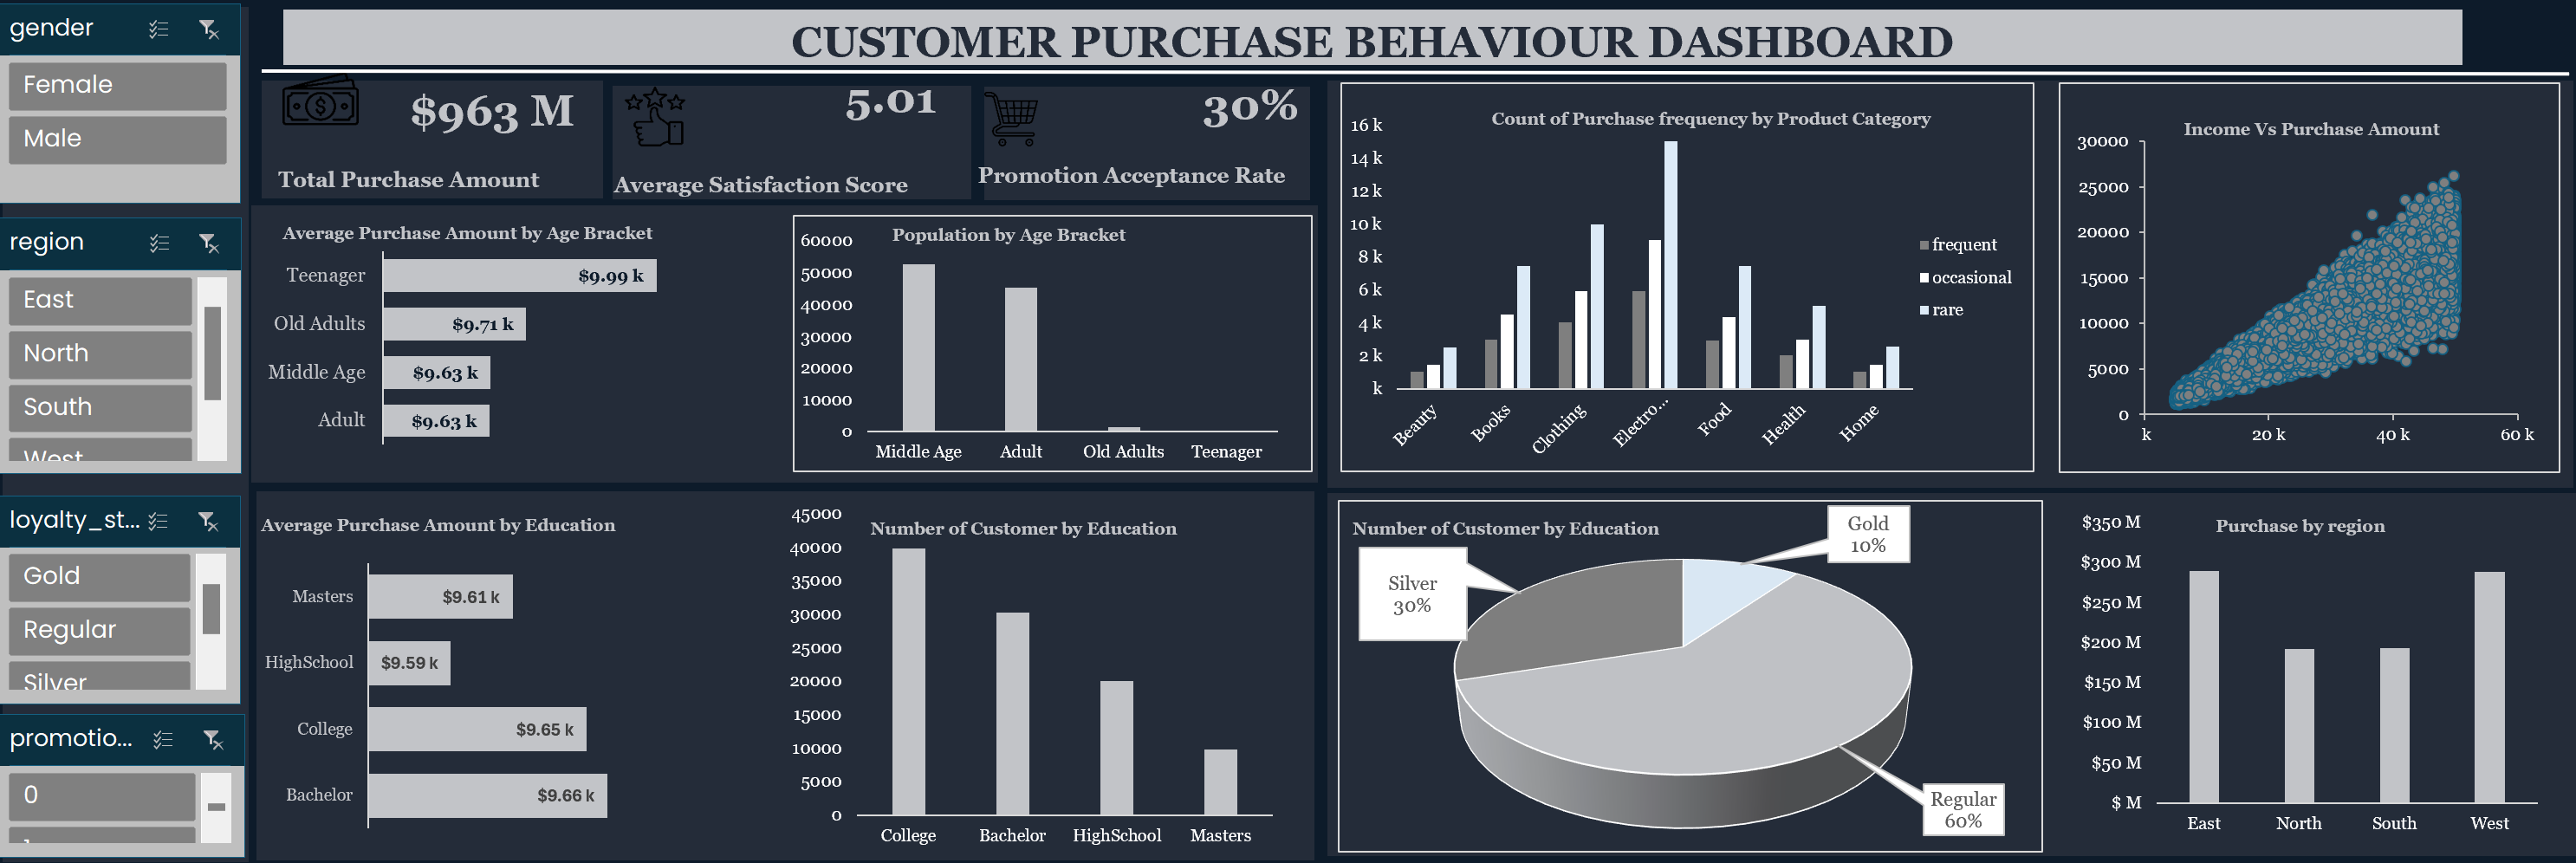 gender
Female
Male
region
East
North
South
West
loyalty_st...
Gold
Regular
Silver
promotio...
0
CUSTOMER PURCHASE BEHAVIOUR DASHBOARD
$963 M
Total Purchase Amount
5.01
Average Satisfaction Score
30%
Promotion Acceptance Rate
Average Purchase Amount by Age Bracket
Teenager
$9.99 k
Old Adults
$9.71 k
Middle Age
$9.63 k
Adult
$9.63 k
Population by Age Bracket
60000
50000
40000
30000
20000
10000
0
Middle Age
Adult
Old Adults
Teenager
Count of Purchase frequency by Product Category
16 k
14 k
12 k
10 k
8 k
6 k
4 k
2 k
k
Beauty
Books
Clothing
Electro...
Food
Health
Home
frequent
occasional
rare
Income Vs Purchase Amount
30000
25000
20000
15000
10000
5000
0
k
20 k
40 k
60 k
Average Purchase Amount by Education
Masters
$9.61 k
HighSchool
$9.59 k
College
$9.65 k
Bachelor
$9.66 k
Number of Customer by Education
45000
40000
35000
30000
25000
20000
15000
10000
5000
0
College
Bachelor
HighSchool
Masters
Number of Customer by Education
Gold
10%
Silver
30%
Regular
60%
Purchase by region
$350 M
$300 M
$250 M
$200 M
$150 M
$100 M
$50 M
$ M
East
North
South
West